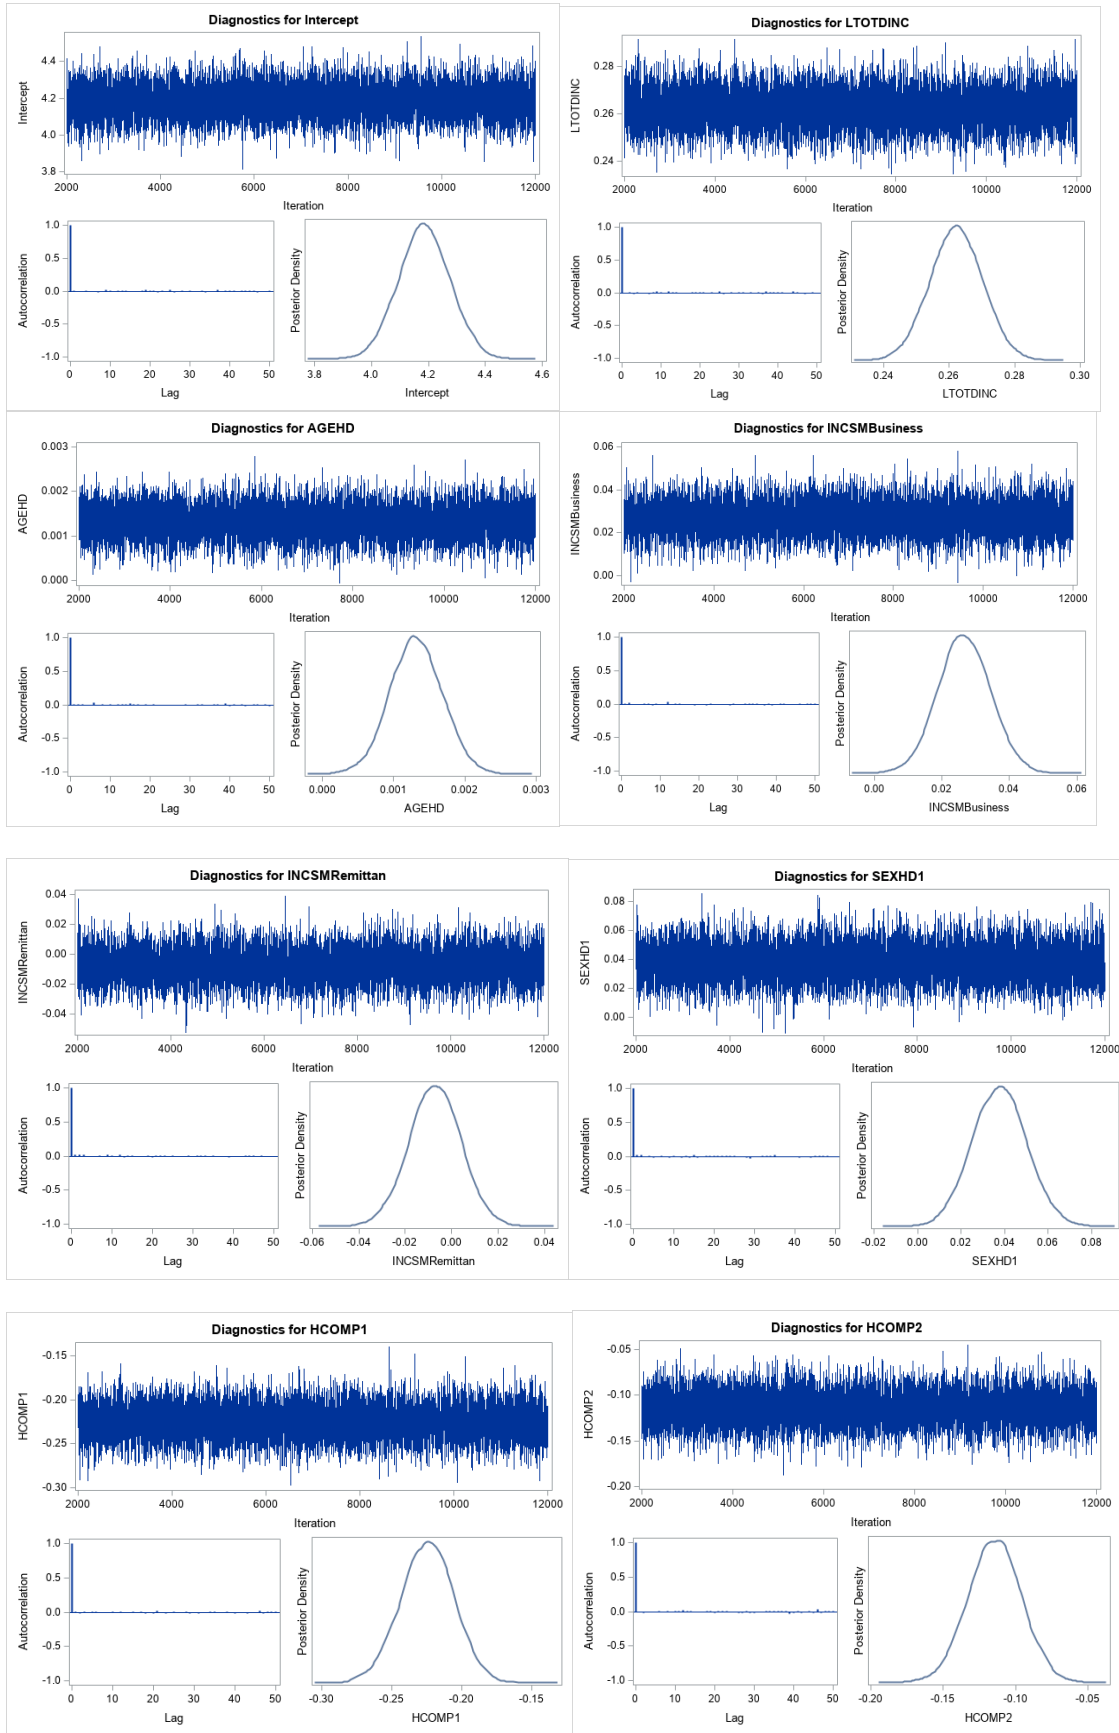 Diagnostics for Intercept
Intercept
4.4
4.2
4.0
3.8
2000 4000 6000 8000 10000 12000
Iteration
Autocorrelation
1.0
0.5
0.0
-0.5
-1.0
0 10 20 30 40 50
Lag
Posterior Density
3.8 4.0 4.2 4.4 4.6
Intercept
Diagnostics for LTOTDINC
LTOTDINC
0.28
0.26
0.24
2000 4000 6000 8000 10000 12000
Iteration
Autocorrelation
1.0
0.5
0.0
-0.5
-1.0
0 10 20 30 40 50
Lag
Posterior Density
0.24 0.26 0.28 0.30
LTOTDINC
Diagnostics for AGEHD
AGEHD
0.003
0.002
0.001
0.000
2000 4000 6000 8000 10000 12000
Iteration
Autocorrelation
1.0
0.5
0.0
-0.5
-1.0
0 10 20 30 40 50
Lag
Posterior Density
0.000 0.001 0.002 0.003
AGEHD
Diagnostics for INCSMBusiness
INCSMBusiness
0.06
0.04
0.02
0.00
2000 4000 6000 8000 10000 12000
Iteration
Autocorrelation
1.0
0.5
0.0
-0.5
-1.0
0 10 20 30 40 50
Lag
Posterior Density
0.00 0.02 0.04 0.06
INCSMBusiness
Diagnostics for INCSMRemittan
INCSMRemittan
0.04
0.02
0.00
-0.02
-0.04
2000 4000 6000 8000 10000 12000
Iteration
Autocorrelation
1.0
0.5
0.0
-0.5
-1.0
0 10 20 30 40 50
Lag
Posterior Density
-0.06 -0.04 -0.02 0.00 0.02 0.04
INCSMRemittan
Diagnostics for SEXHD1
SEXHD1
0.08
0.06
0.04
0.02
0.00
2000 4000 6000 8000 10000 12000
Iteration
Autocorrelation
1.0
0.5
0.0
-0.5
-1.0
0 10 20 30 40 50
Lag
Posterior Density
-0.02 0.00 0.02 0.04 0.06 0.08
SEXHD1
Diagnostics for HCOMP1
HCOMP1
-0.15
-0.20
-0.25
-0.30
2000 4000 6000 8000 10000 12000
Iteration
Autocorrelation
1.0
0.5
0.0
-0.5
-1.0
0 10 20 30 40 50
Lag
Posterior Density
-0.30 -0.25 -0.20 -0.15
HCOMP1
Diagnostics for HCOMP2
HCOMP2
-0.05
-0.10
-0.15
-0.20
2000 4000 6000 8000 10000 12000
Iteration
Autocorrelation
1.0
0.5
0.0
-0.5
-1.0
0 10 20 30 40 50
Lag
Posterior Density
-0.20 -0.15 -0.10 -0.05
HCOMP2